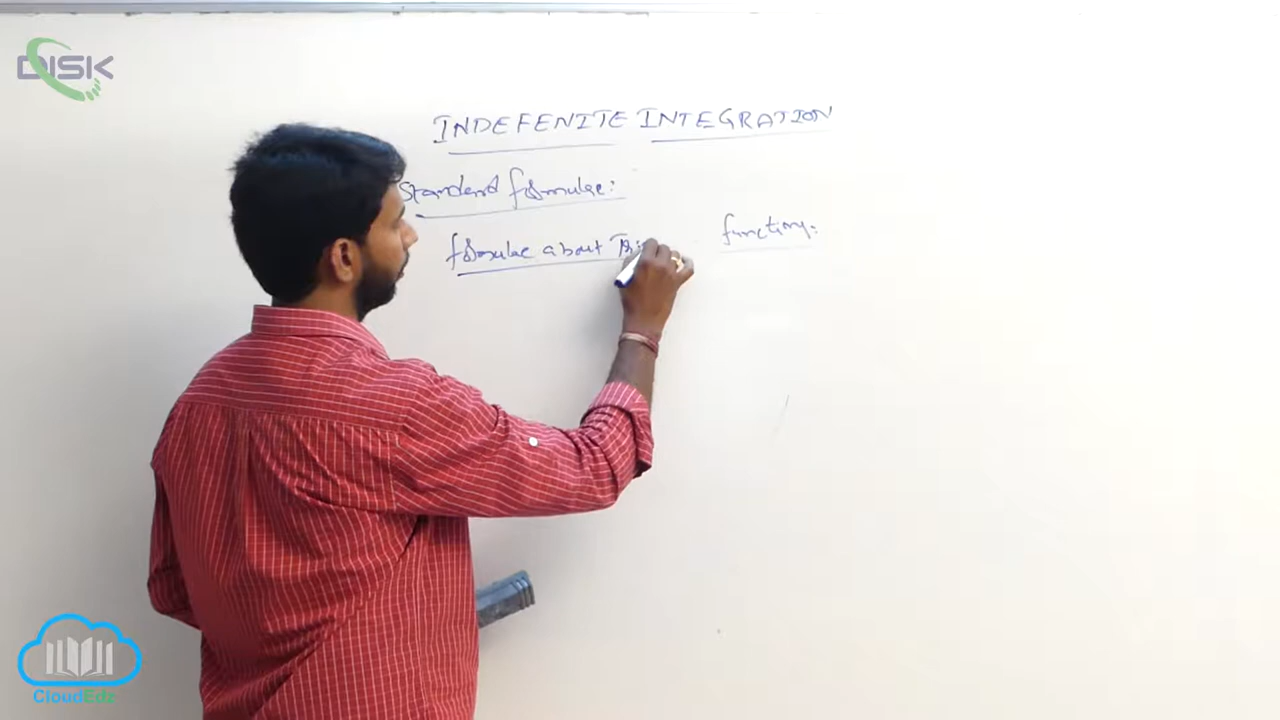 DISK
INDEFENITE INTEGRATION
Standard formulae:
formulae about functions:
CloudEdz